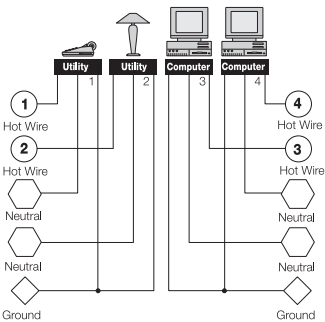 Utility Utility Computer Computer
1 2 3 4
1 4
Hot Wire Hot Wire
2 3
Hot Wire Hot Wire
Neutral Neutral
Neutral Neutral
Ground Ground